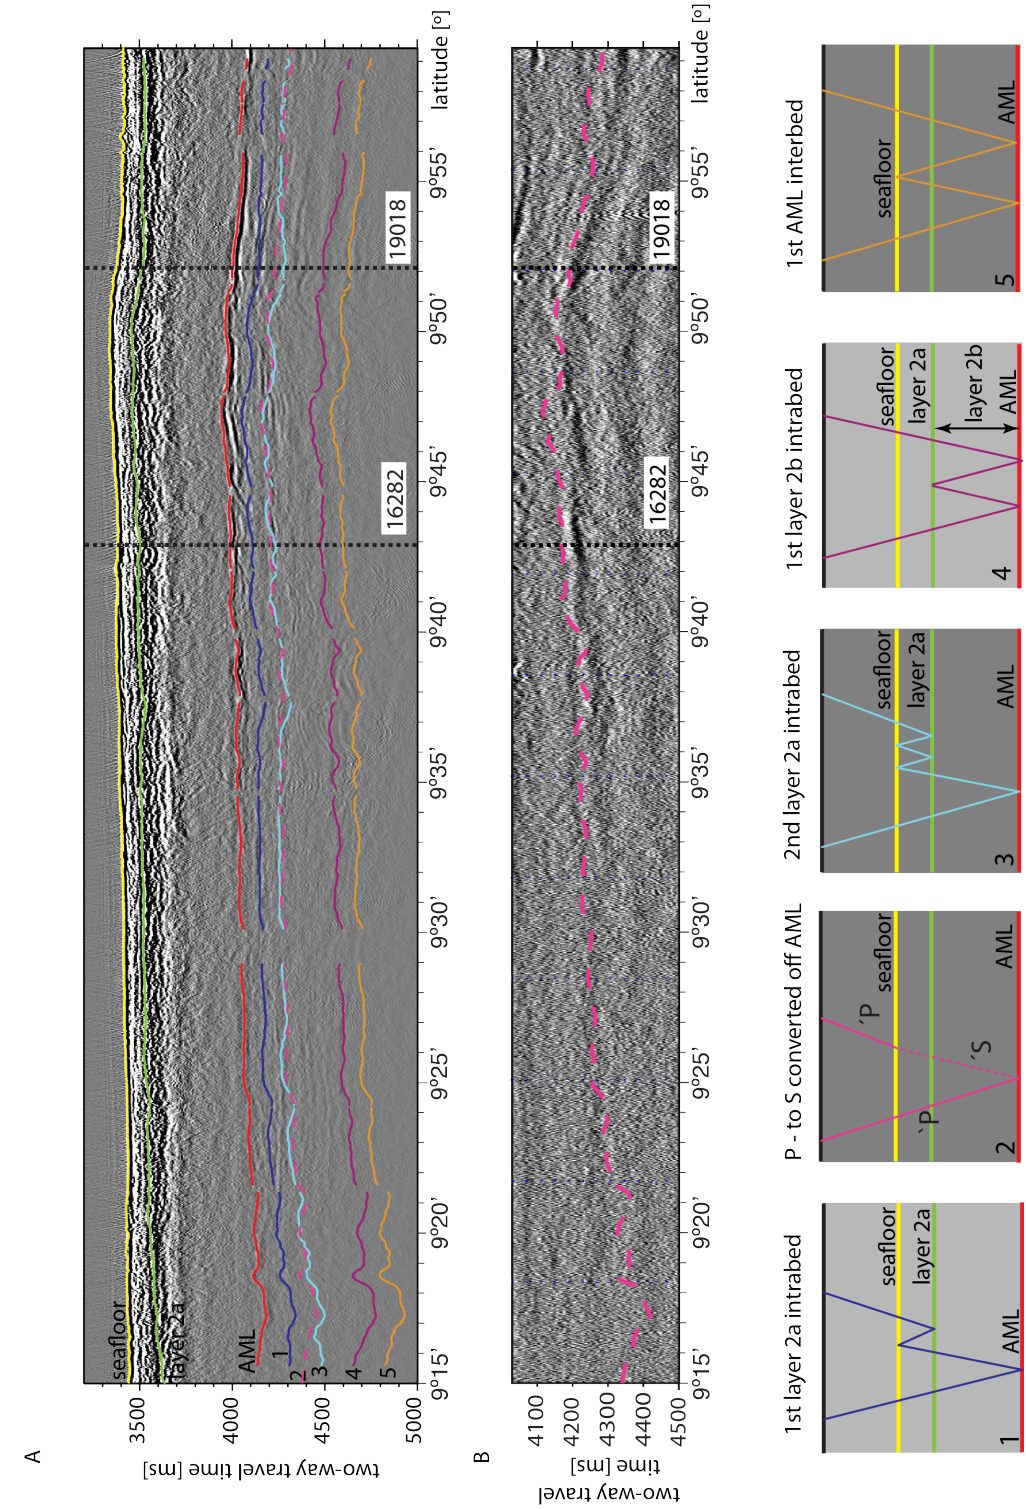 A
seafloor
layer 2a
AML
1
2
3
4
5
16282
19018
3500
4000
4500
5000
two-way travel time [ms]
9°15'
9°20'
9°25'
9°30'
9°35'
9°40'
9°45'
9°50'
9°55'
latitude [°]
B
16282
19018
4100
4200
4300
4400
4500
two-way travel
time [ms]
9°15'
9°20'
9°25'
9°30'
9°35'
9°40'
9°45'
9°50'
9°55'
latitude [°]
1st layer 2a intrabed
seafloor
layer 2a
AML
1
P - to S converted off AML
seafloor
`P
´P
´S
AML
2
2nd layer 2a intrabed
seafloor
layer 2a
AML
3
1st layer 2b intrabed
seafloor
layer 2a
layer 2b
AML
4
1st AML interbed
seafloor
AML
5